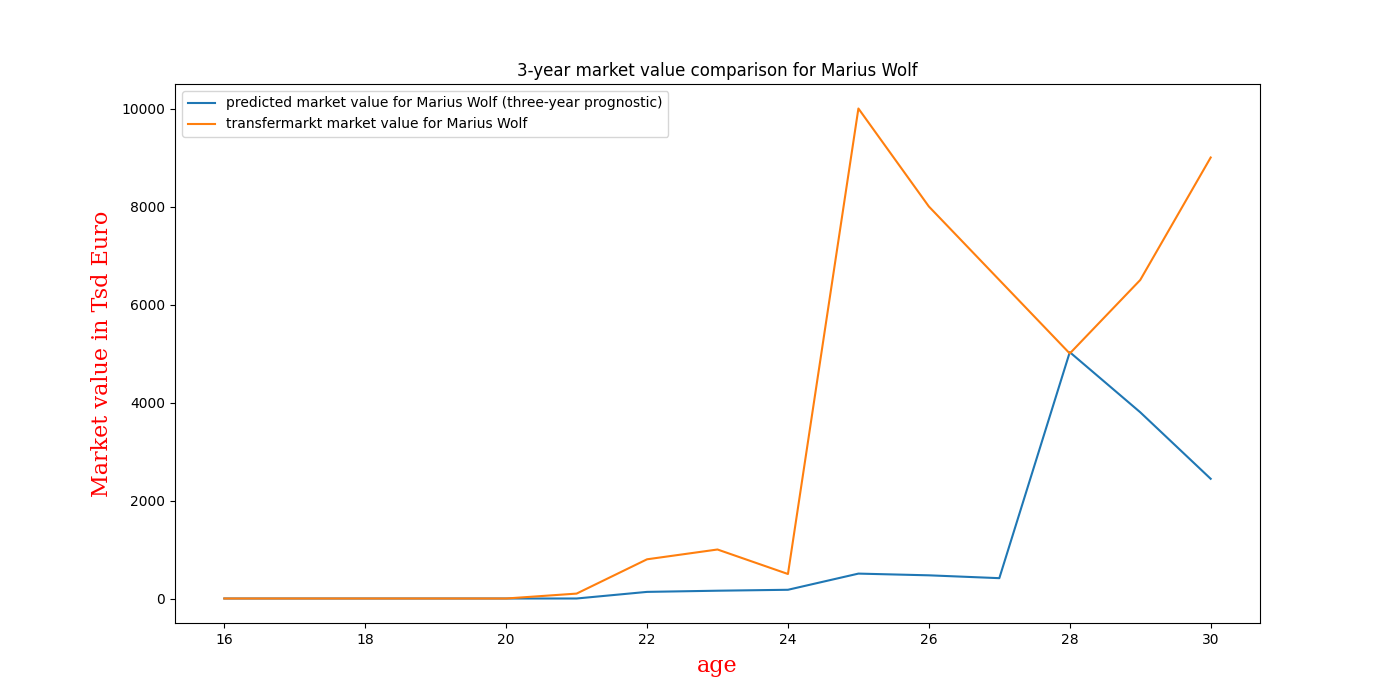 3-year market value comparison for Marius Wolf
predicted market value for Marius Wolf (three-year prognostic)
transfermarkt market value for Marius Wolf
Market value in Tsd Euro
10000
8000
6000
4000
2000
0
16 18 20 22 24 26 28 30
age